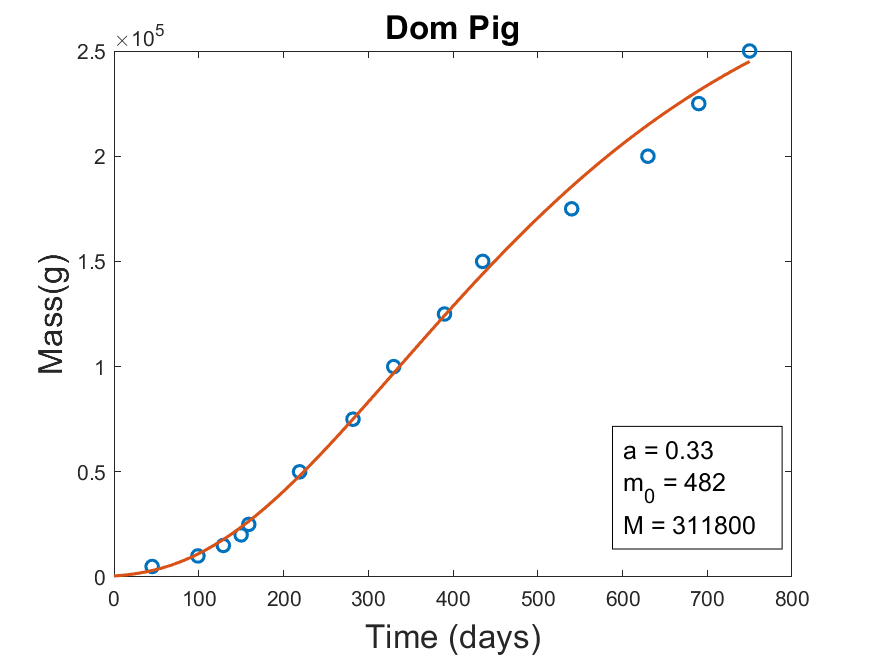 Dom Pig
×10^5
2.5
2
1.5
1
0.5
0
Mass(g)
0 100 200 300 400 500 600 700 800
Time (days)
a = 0.33
m_0 = 482
M = 311800